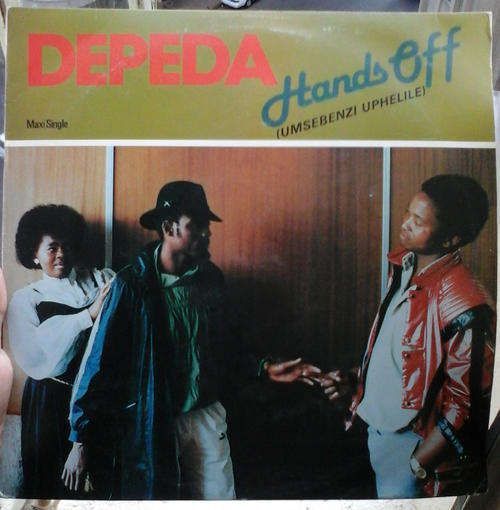 DEPEDA
Hands Off
(UMSEBENZI UPHELILE)
Maxi Single